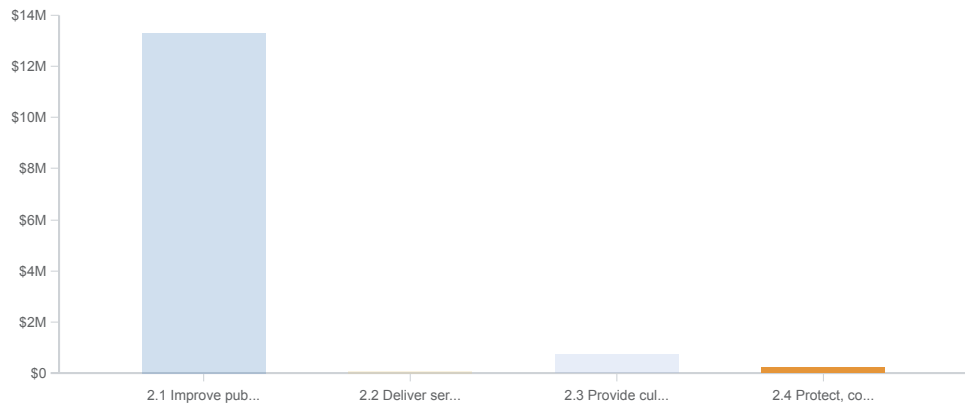 $14M
$12M
$10M
$8M
$6M
$4M
$2M
$0
2.1 Improve pub...
2.2 Deliver ser...
2.3 Provide cul...
2.4 Protect, co...